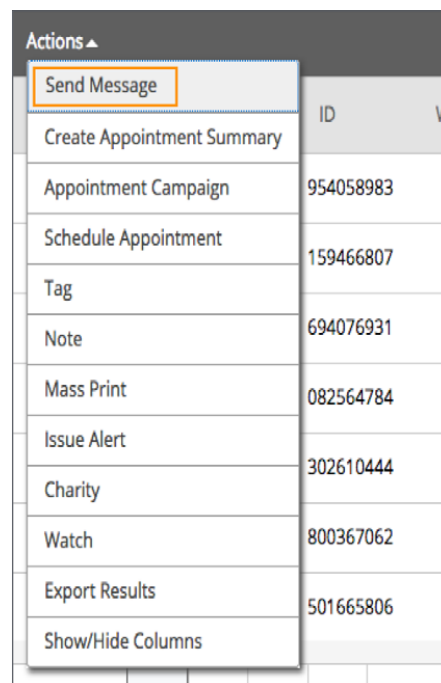 Actions▲
Send Message
ID
Create Appointment Summary
Appointment Campaign
954058983
Schedule Appointment
159466807
Tag
Note
694076931
Mass Print
082564784
Issue Alert
302610444
Charity
Watch
800367062
Export Results
501665806
Show/Hide Columns